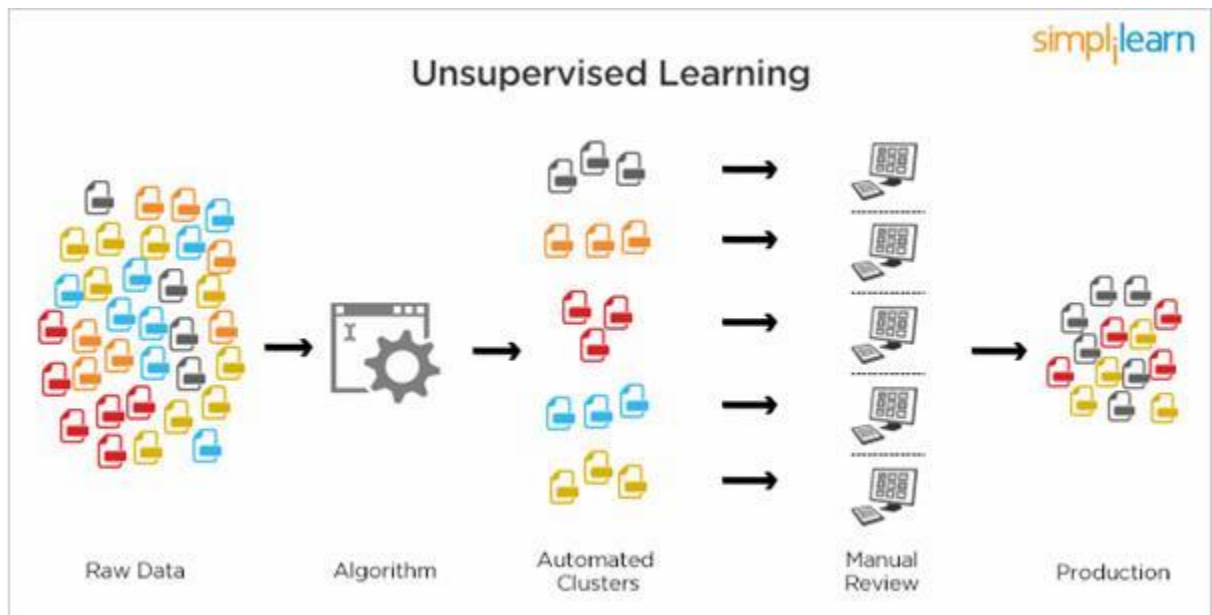 simplilearn
Unsupervised Learning
Raw Data
Algorithm
Automated
Clusters
Manual
Review
Production